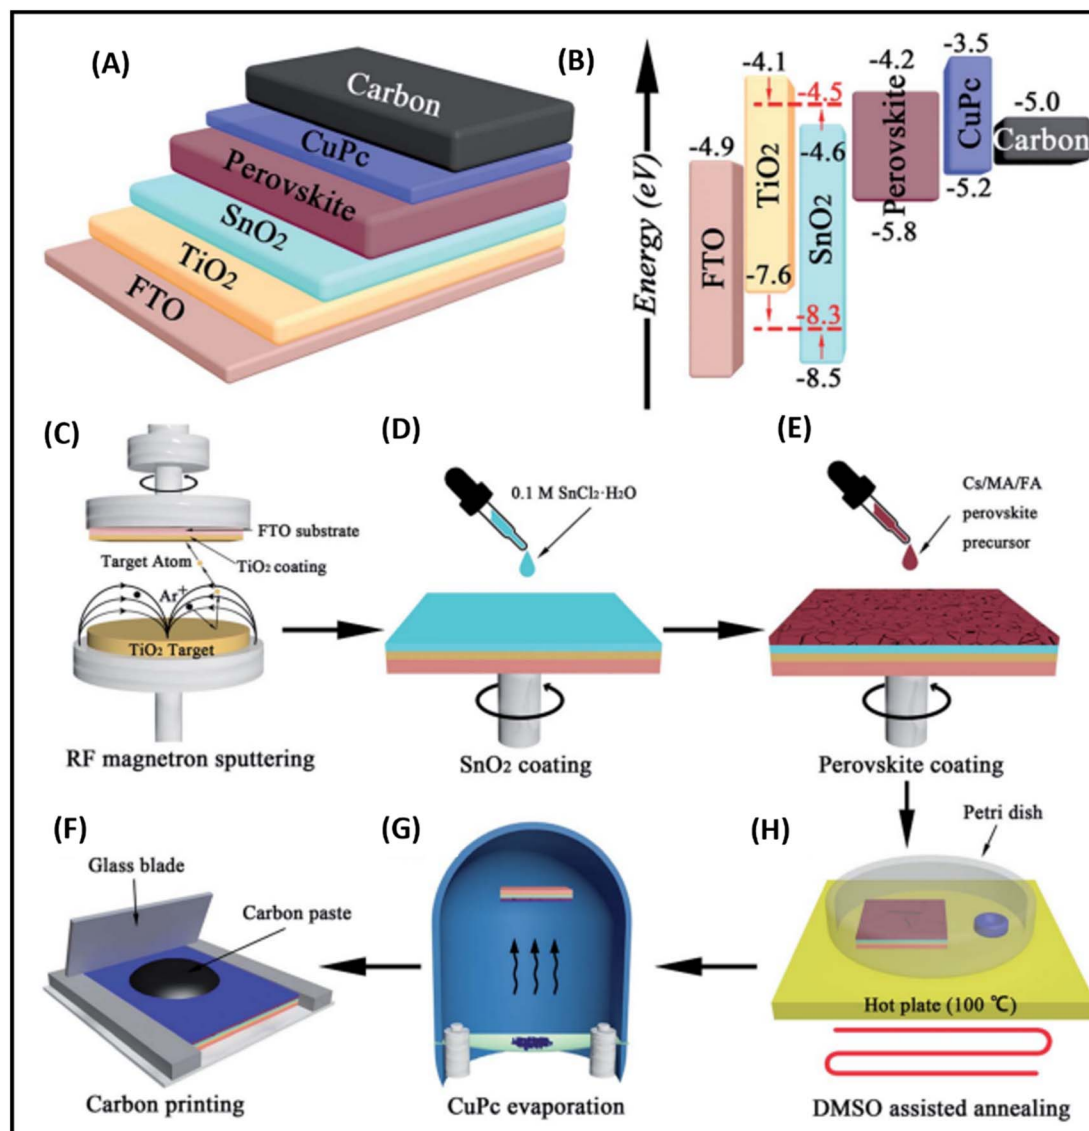 (A)
Carbon
CuPc
Perovskite
SnO2
TiO2
FTO
(B)
Energy (eV)
-4.9
FTO
-4.1
TiO2
-7.6
-4.5
-4.6
SnO2
-8.3
-8.5
-4.2
Perovskite
-5.8
-3.5
CuPc
-5.2
-5.0
Carbon
(C)
FTO substrate
Target Atom
TiO2 coating
Ar+
TiO2 Target
RF magnetron sputtering
(D)
0.1 M SnCl2·H2O
SnO2 coating
(E)
Cs/MA/FA
perovskite
precursor
Perovskite coating
(F)
Glass blade
Carbon paste
Carbon printing
(G)
CuPc evaporation
(H)
Petri dish
Hot plate (100 ℃)
DMSO assisted annealing